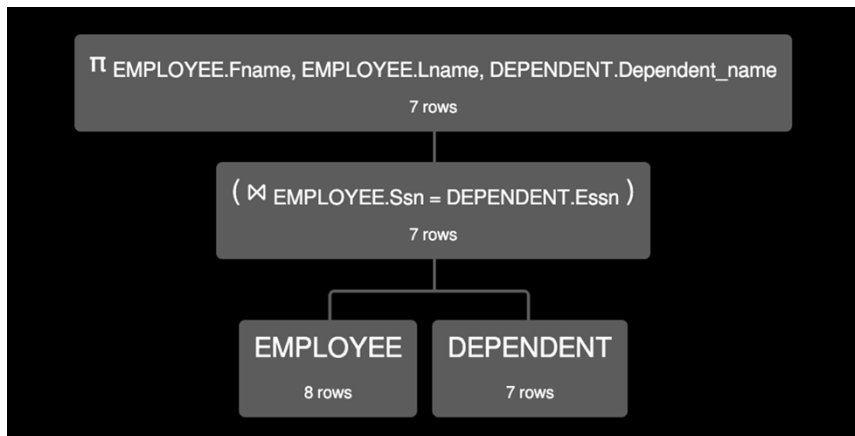 π EMPLOYEE.Fname, EMPLOYEE.Lname, DEPENDENT.Dependent_name
7 rows
( ⋈ EMPLOYEE.Ssn = DEPENDENT.Essn )
7 rows
EMPLOYEE
8 rows
DEPENDENT
7 rows